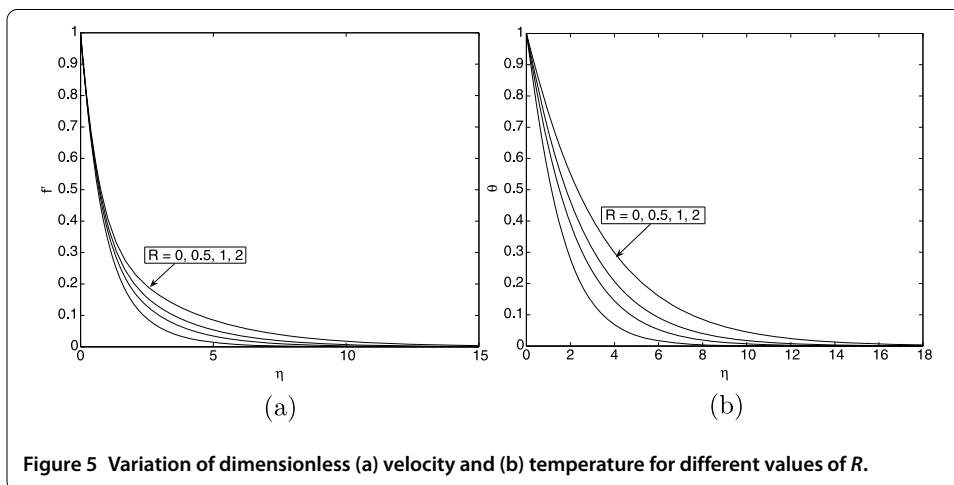 1
0.9
0.8
0.7
0.6
0.5
0.4
0.3
0.2
0.1
0
f'
R = 0, 0.5, 1, 2
0 5 10 15
η
(a)
1
0.9
0.8
0.7
0.6
0.5
0.4
0.3
0.2
0.1
0
θ
R = 0, 0.5, 1, 2
0 2 4 6 8 10 12 14 16 18
η
(b)
Figure 5 Variation of dimensionless (a) velocity and (b) temperature for different values of R.